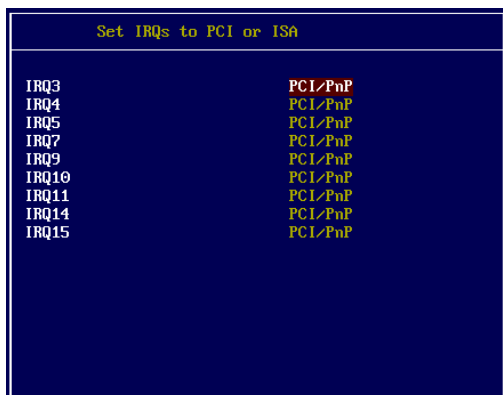 Set IRQs to PCI or ISA
IRQ3 PCI/PnP
IRQ4 PCI/PnP
IRQ5 PCI/PnP
IRQ7 PCI/PnP
IRQ9 PCI/PnP
IRQ10 PCI/PnP
IRQ11 PCI/PnP
IRQ14 PCI/PnP
IRQ15 PCI/PnP